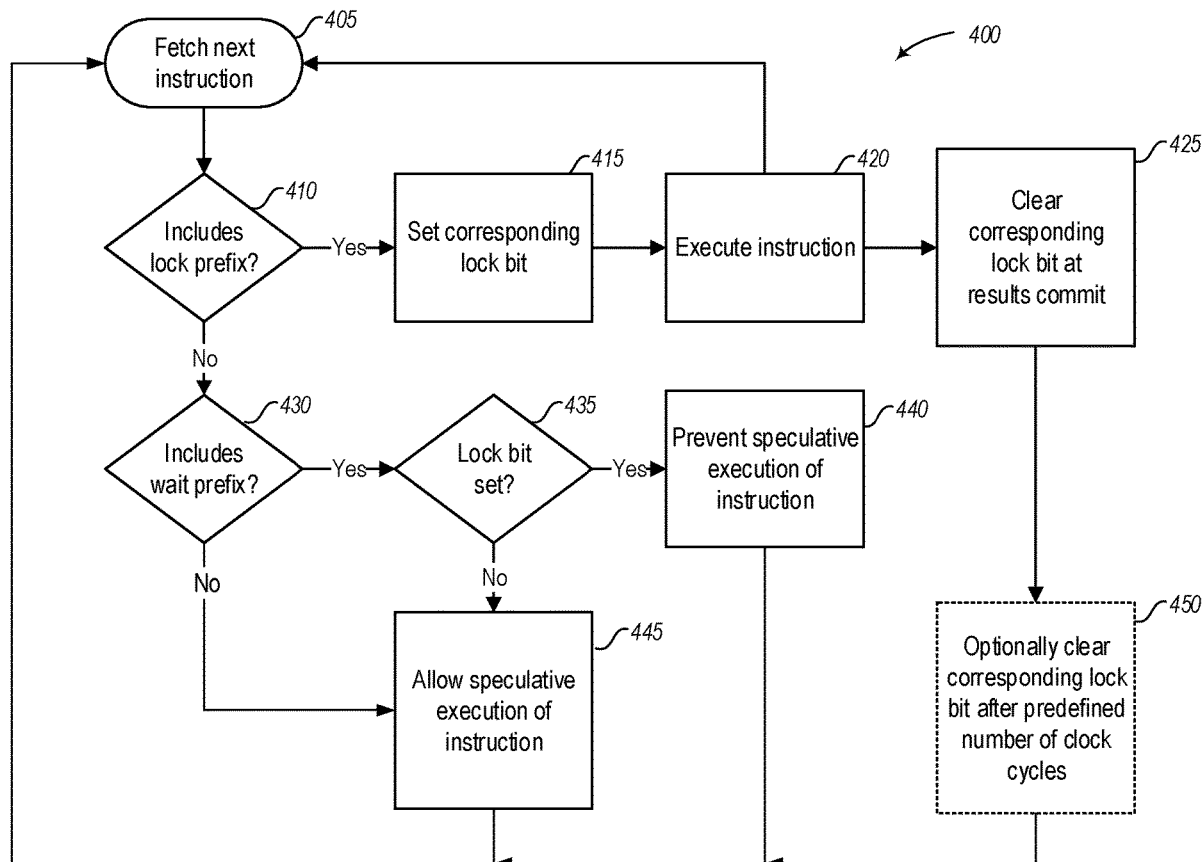 405
400
Fetch next
instruction
425
415
420
410
Clear
corresponding
lock bit at
results commit
Includes
lock prefix?
Yes
Set corresponding
lock bit
Execute instruction
No
430
435
440
Prevent speculative
execution of
instruction
Includes
wait prefix?
Yes
Lock bit
set?
Yes
No
No
445
450
Allow speculative
execution of
instruction
Optionally clear
corresponding lock
bit after predefined
number of clock
cycles